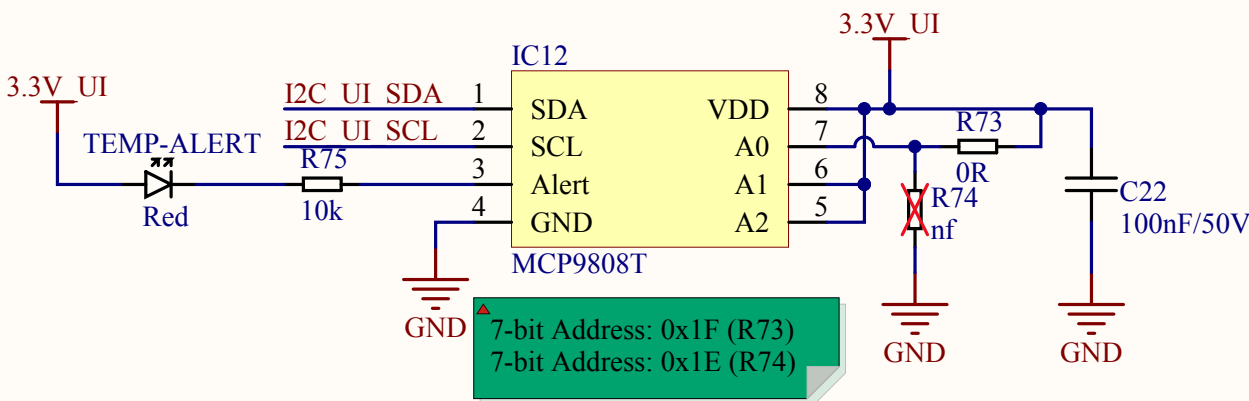 3.3V_UI
IC12
3.3V_UI
I2C_UI_SDA
1
SDA
VDD
8
TEMP-ALERT
I2C_UI_SCL
2
SCL
A0
7
R73
0R
R75
3
Alert
A1
6
R74
nf
C22
100nF/50V
Red
10k
4
GND
A2
5
MCP9808T
GND
GND
GND
7-bit Address: 0x1F (R73)
7-bit Address: 0x1E (R74)